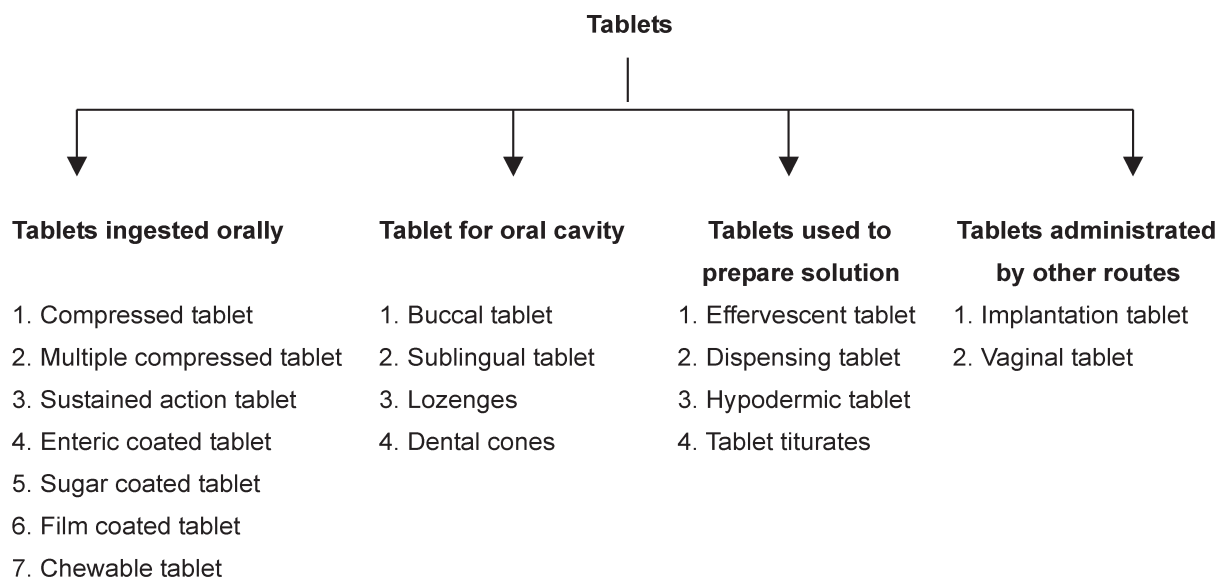 Tablets
Tablets ingested orally
1. Compressed tablet
2. Multiple compressed tablet
3. Sustained action tablet
4. Enteric coated tablet
5. Sugar coated tablet
6. Film coated tablet
7. Chewable tablet
Tablet for oral cavity
1. Buccal tablet
2. Sublingual tablet
3. Lozenges
4. Dental cones
Tablets used to
prepare solution
1. Effervescent tablet
2. Dispensing tablet
3. Hypodermic tablet
4. Tablet titurates
Tablets administrated
by other routes
1. Implantation tablet
2. Vaginal tablet